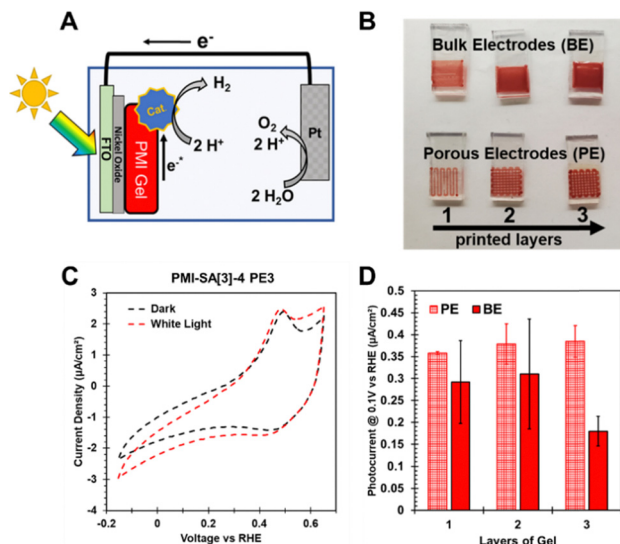 A
e⁻
H₂
Cat
O₂
2 H⁺
Pt
FTO
Nickel Oxide
PMI Gel
e⁻*
2 H⁺
2 H₂O
B
Bulk Electrodes (BE)
Porous Electrodes (PE)
1 2 3
printed layers
C
PMI-SA[3]-4 PE3
Dark
White Light
Current Density (µA/cm²)
3
2
1
0
-1
-2
-3
-4
-0.2 0 0.2 0.4 0.6
Voltage vs RHE
D
PE BE
Photocurrent @ 0.1V vs RHE (µA/cm²)
0.5
0.45
0.4
0.35
0.3
0.25
0.2
0.15
0.1
0.05
0
1 2 3
Layers of Gel